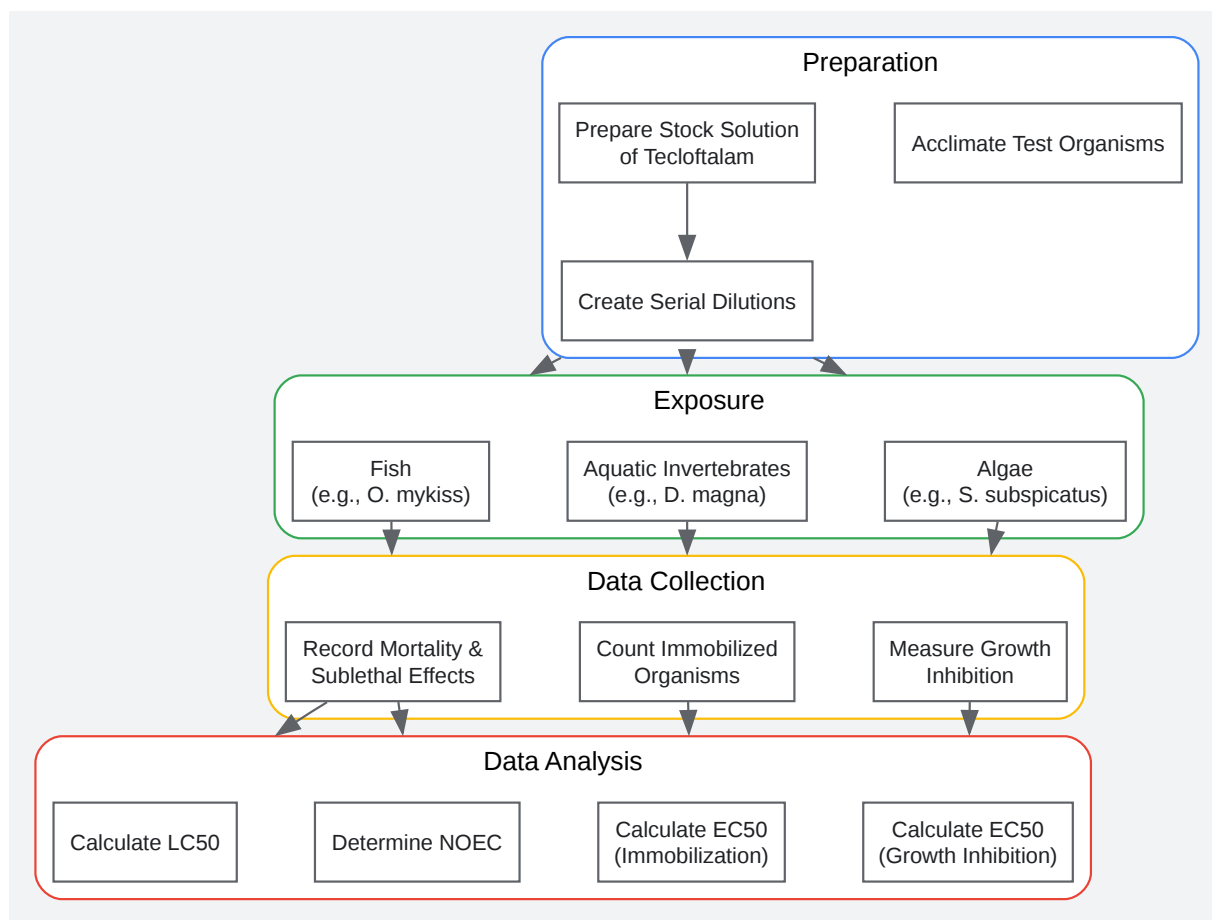 Preparation
Prepare Stock Solution
of Tecloftalam
Acclimate Test Organisms
Create Serial Dilutions
Exposure
Fish
(e.g., O. mykiss)
Aquatic Invertebrates
(e.g., D. magna)
Algae
(e.g., S. subspicatus)
Data Collection
Record Mortality &
Sublethal Effects
Count Immobilized
Organisms
Measure Growth
Inhibition
Data Analysis
Calculate LC50
Determine NOEC
Calculate EC50
(Immobilization)
Calculate EC50
(Growth Inhibition)